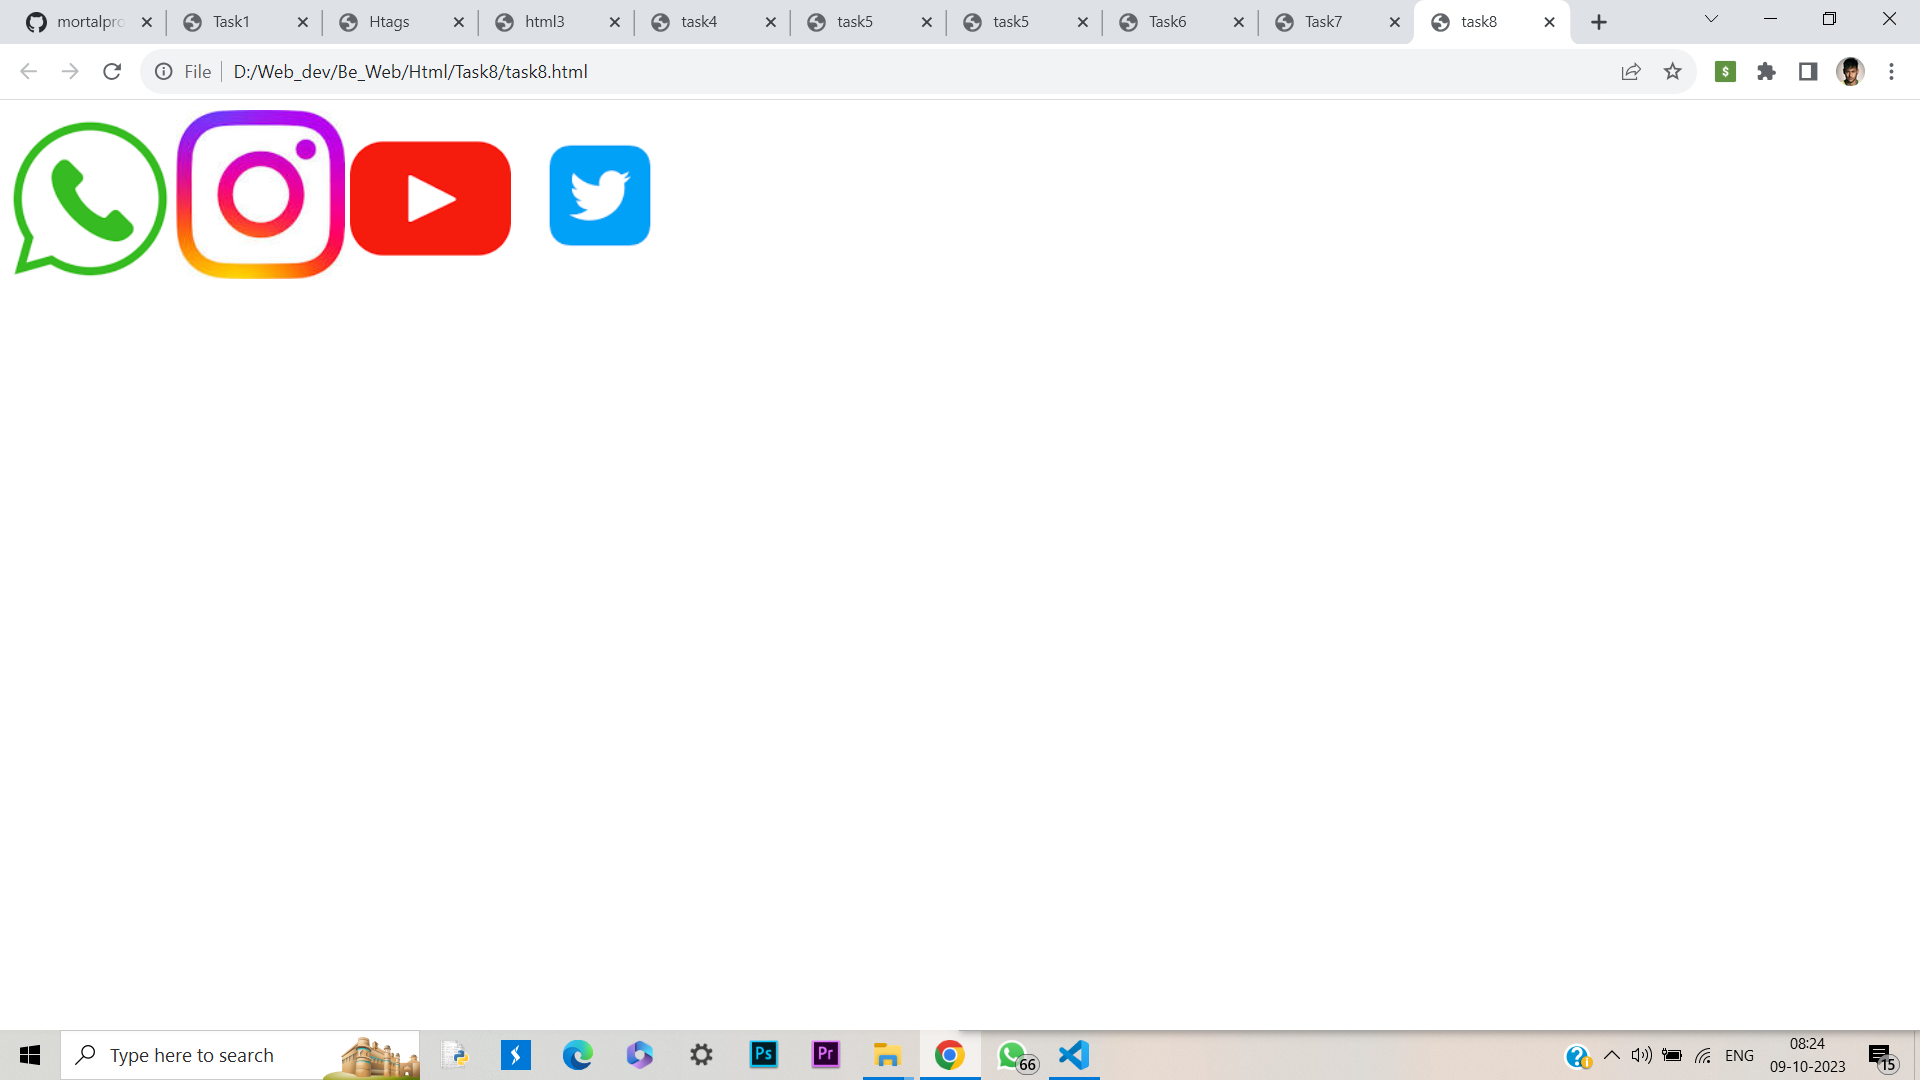 mortalpro
Task1
Htags
html3
task4
task5
task5
Task6
Task7
task8
File
D:/Web_dev/Be_Web/Html/Task8/task8.html
$
Type here to search
Ps
Pr
66
ENG
08:24
09-10-2023
15